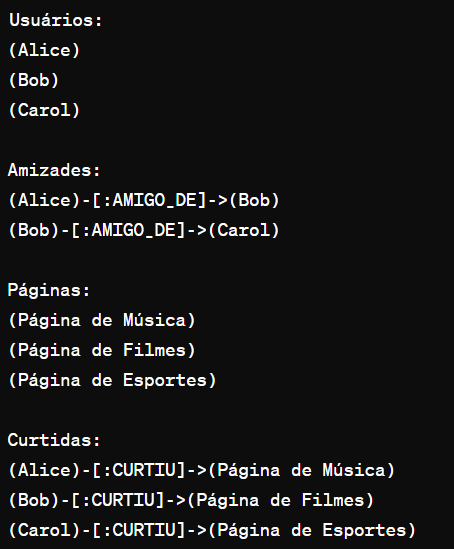 Usuários:
(Alice)
(Bob)
(Carol)
Amizades:
(Alice)-[:AMIGO_DE]->(Bob)
(Bob)-[:AMIGO_DE]->(Carol)
Páginas:
(Página de Música)
(Página de Filmes)
(Página de Esportes)
Curtidas:
(Alice)-[:CURTIU]->(Página de Música)
(Bob)-[:CURTIU]->(Página de Filmes)
(Carol)-[:CURTIU]->(Página de Esportes)